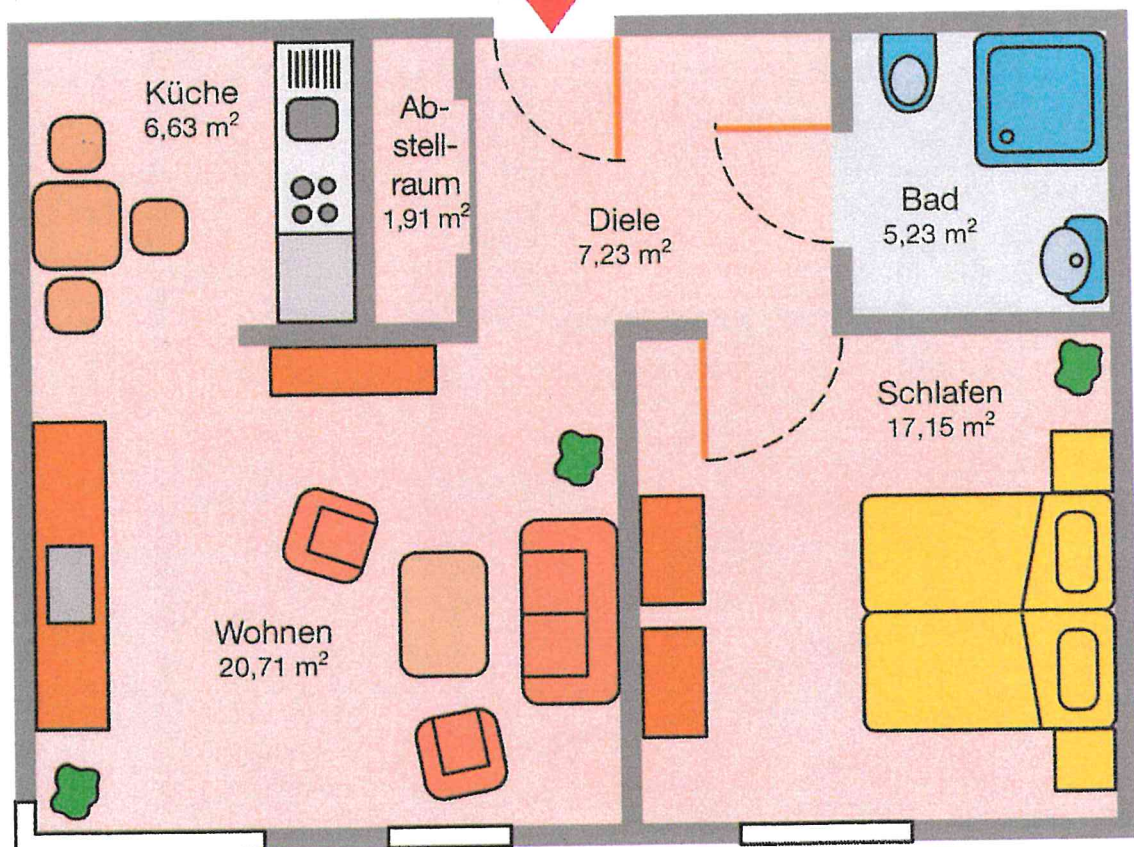 Küche
6,63 m²
Ab-
stell-
raum
1,91 m²
Diele
7,23 m²
Bad
5,23 m²
Schlafen
17,15 m²
Wohnen
20,71 m²